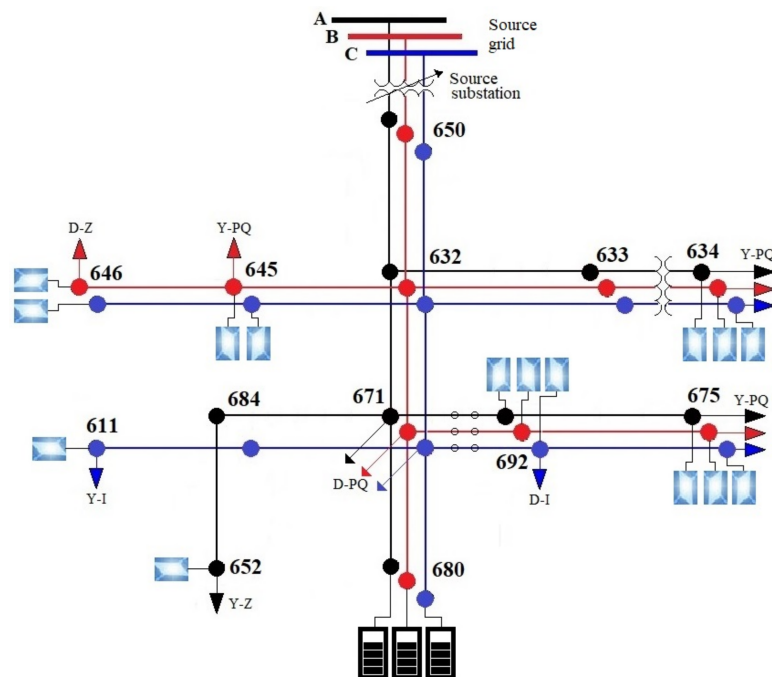 A
B
C
Source
grid
Source
substation
650
D-Z
Y-PQ
646
645
632
633
634
Y-PQ
684
671
675
Y-PQ
611
692
D-PQ
Y-I
D-I
652
680
Y-Z